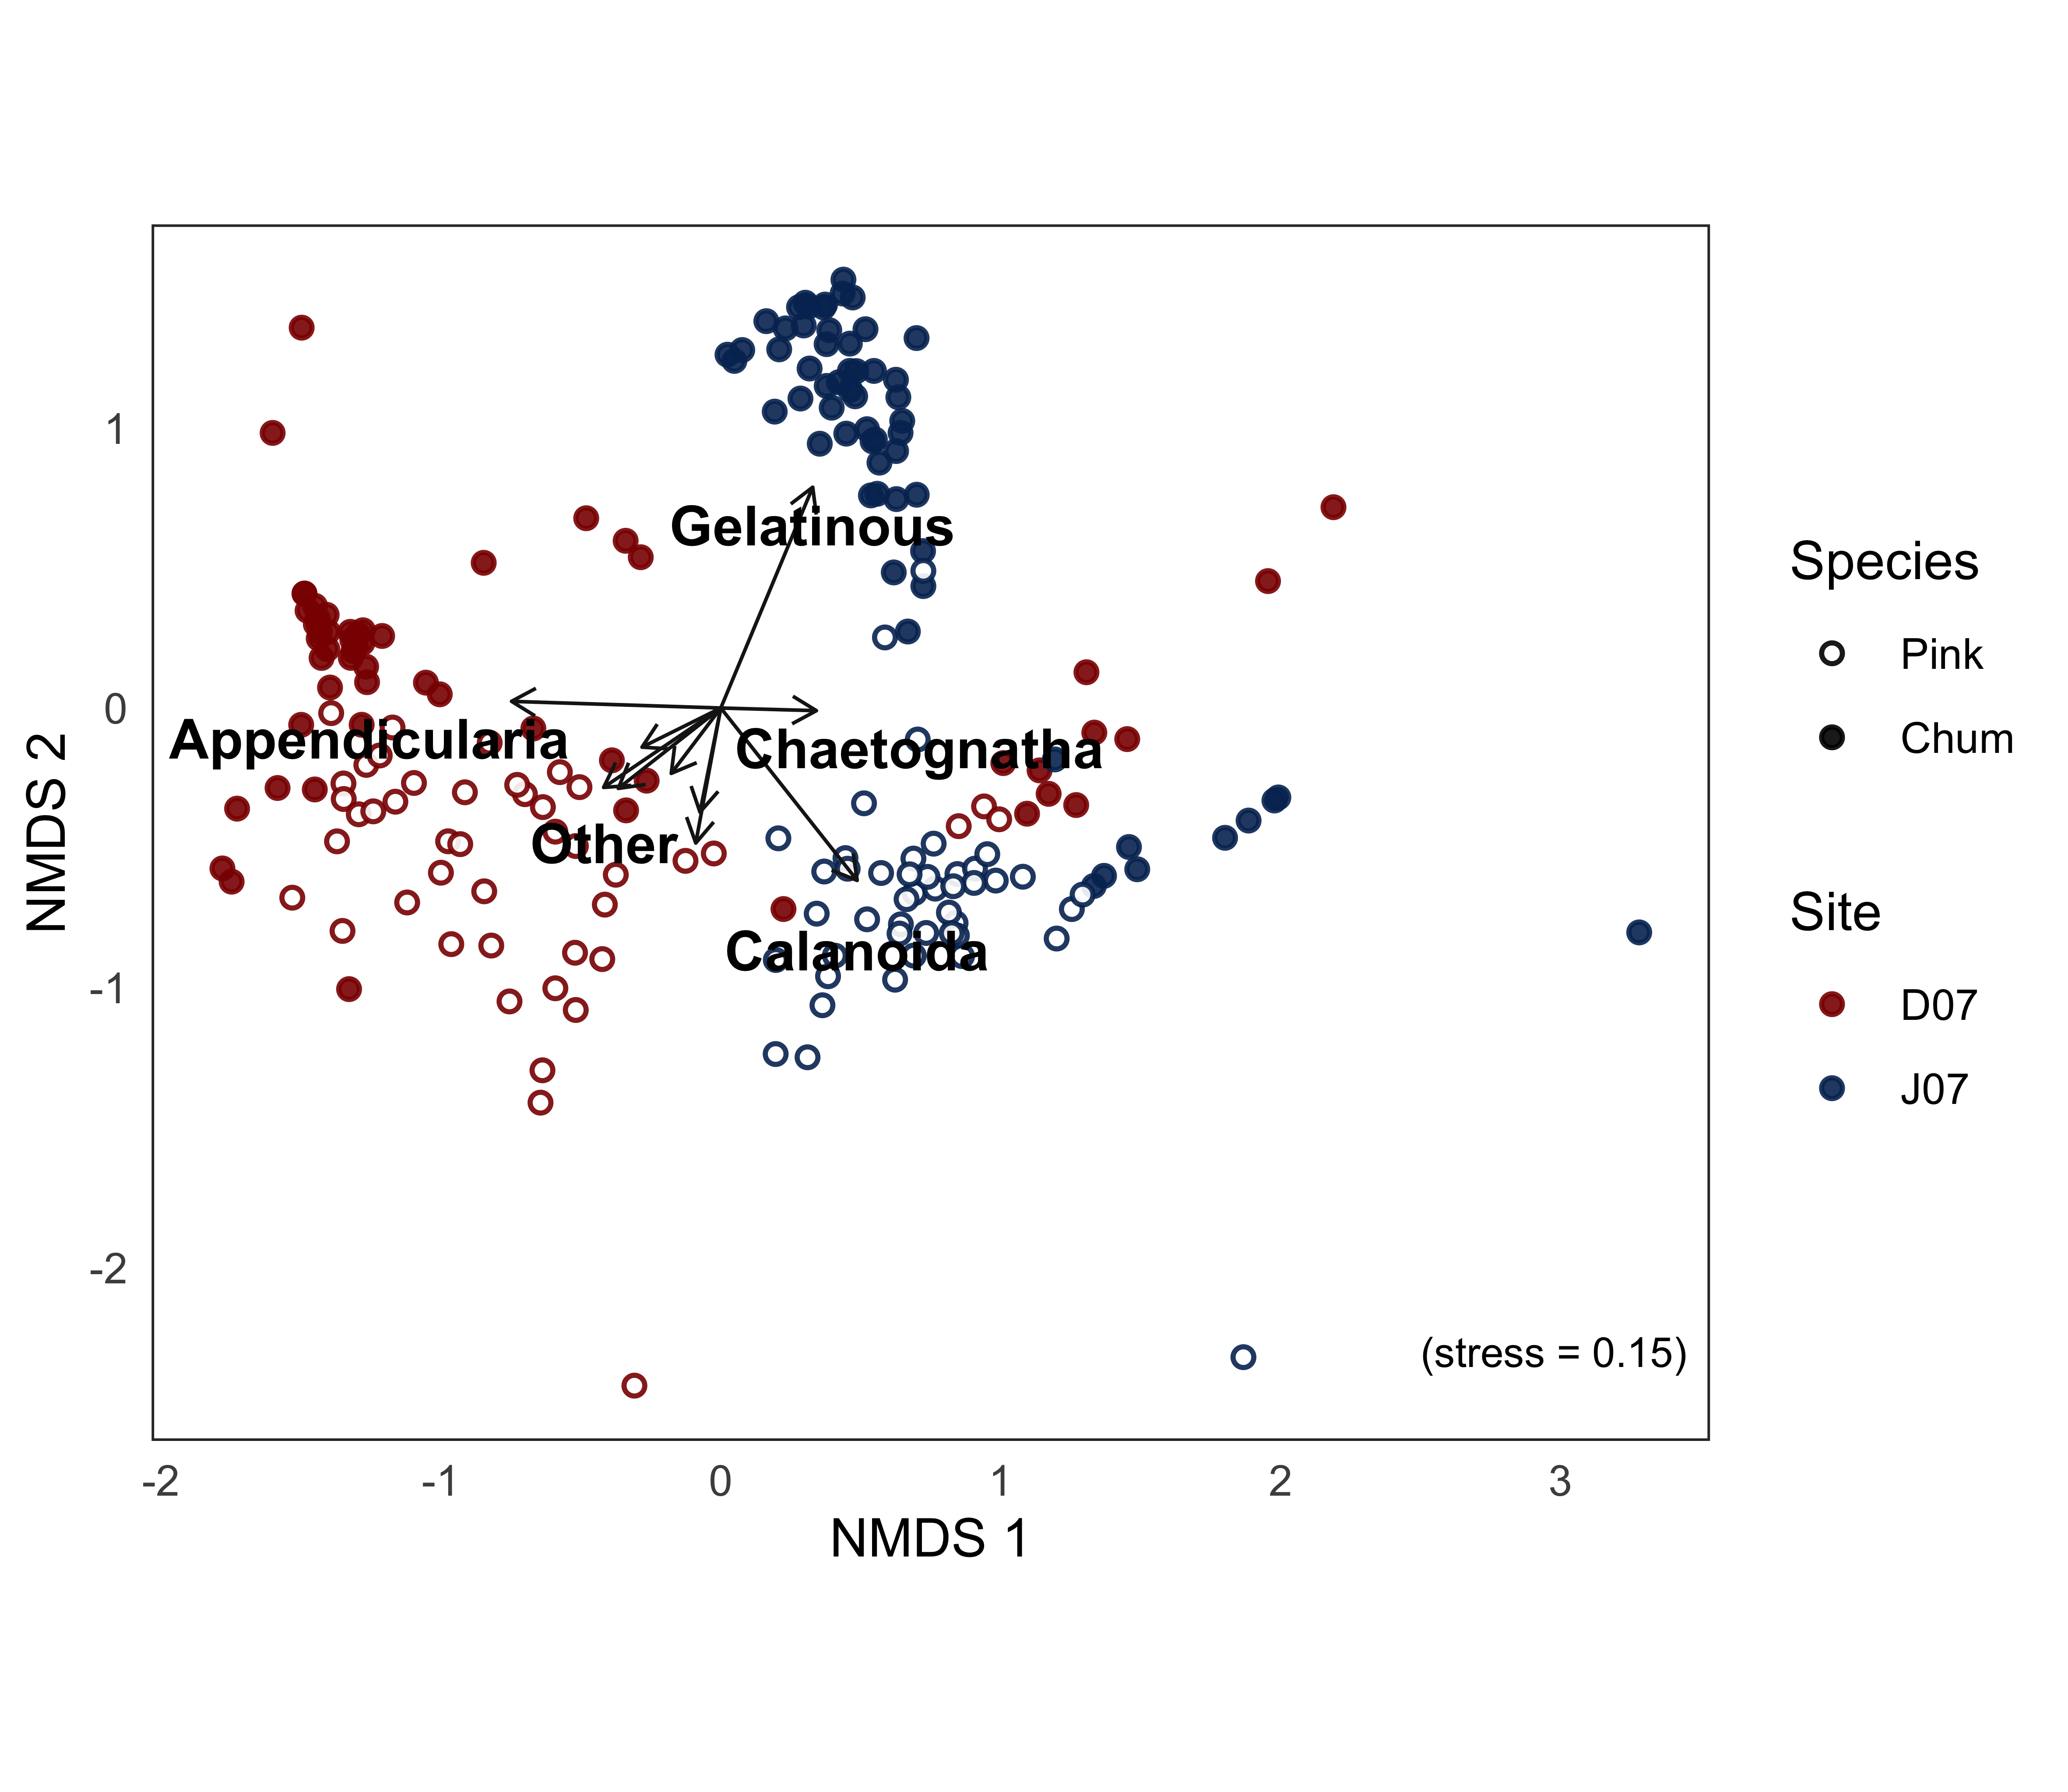 Gelatinous
Appendicularia
Chaetognatha
Other
Calanoida
(stress = 0.15)
1
0
-1
-2
NMDS 2
-2
-1
0
1
2
3
NMDS 1
Species
Pink
Chum
Site
D07
J07